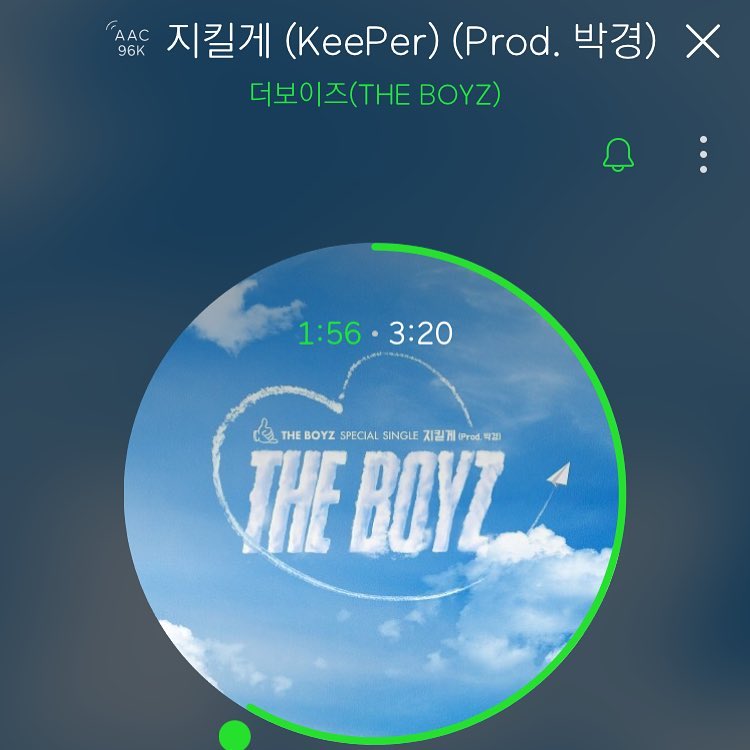 AAC
96K
지킬게 (KeePer) (Prod. 박경)
더보이즈(THE BOYZ)
1:56 • 3:20
THE BOYZ SPECIAL SINGLE 지킬게 (Prod. 박경)
THE BOYZ